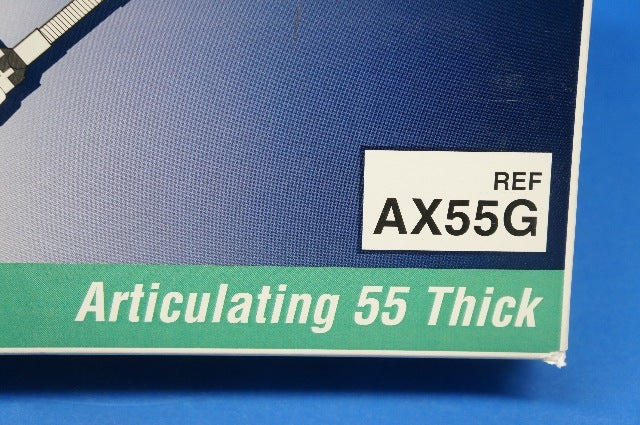 REF
AX55G
Articulating 55 Thick